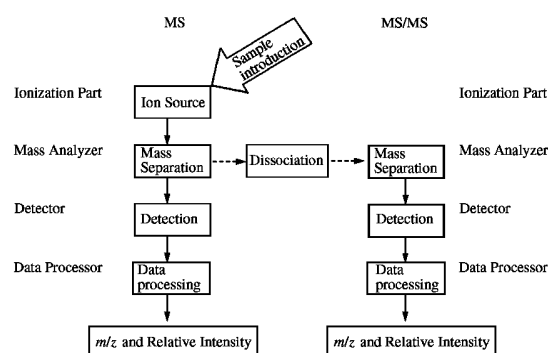 MS
MS/MS
Sample
introduction
Ionization Part
Ion Source
Ionization Part
Mass Analyzer
Mass
Separation
Dissociation
Mass
Separation
Mass Analyzer
Detector
Detection
Detection
Detector
Data Processor
Data
processing
Data
processing
Data Processor
m/z and Relative Intensity
m/z and Relative Intensity